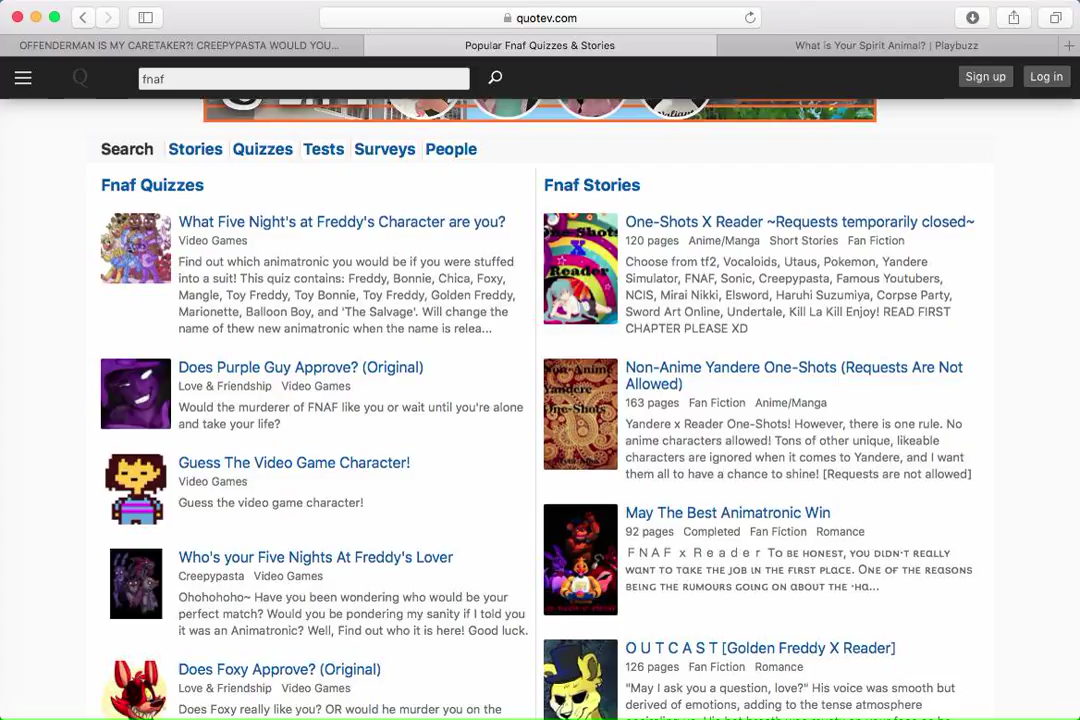 quotev.com
OFFENDERMAN IS MY CARETAKER?! CREEPYPASTA WOULD YOU...
Popular Fnaf Quizzes & Stories
What is Your Spirit Animal? | Playbuzz
Q
fnaf
Sign up
Log in
Search
Stories
Quizzes
Tests
Surveys
People
Fnaf Quizzes
What Five Night's at Freddy's Character are you?
Video Games
Find out which animatronic you would be if you were stuffed
into a suit! This quiz contains: Freddy, Bonnie, Chica, Foxy,
Mangle, Toy Freddy, Toy Bonnie, Toy Freddy, Golden Freddy,
Marionette, Balloon Boy, and 'The Salvage'. Will change the
name of thew new animatronic when the name is relea...
Does Purple Guy Approve? (Original)
Love & Friendship Video Games
Would the murderer of FNAF like you or wait until you're alone
and take your life?
Guess The Video Game Character!
Video Games
Guess the video game character!
Who's your Five Nights At Freddy's Lover
Creepypasta Video Games
Ohohohoho~ Have you been wondering who would be your
perfect match? Would you be pondering my sanity if I told you
it was an Animatronic? Well, Find out who it is here! Good luck.
Does Foxy Approve? (Original)
Love & Friendship Video Games
Does Foxy really like you? OR would he murder you on the
Fnaf Stories
One Shots
X
Reader
One-Shots X Reader ~Requests temporarily closed~
120 pages Anime/Manga Short Stories Fan Fiction
Choose from tf2, Vocaloids, Utaus, Pokemon, Yandere
Simulator, FNAF, Sonic, Creepypasta, Famous Youtubers,
NCIS, Mirai Nikki, Elsword, Haruhi Suzumiya, Corpse Party,
Sword Art Online, Undertale, Kill La Kill Enjoy! READ FIRST
CHAPTER PLEASE XD
Non-Anime
Yandere
One-Shots
Non-Anime Yandere One-Shots (Requests Are Not
Allowed)
163 pages Fan Fiction Anime/Manga
Yandere x Reader One-Shots! However, there is one rule. No
anime characters allowed! Tons of other unique, likeable
characters are ignored when it comes to Yandere, and I want
them all to have a chance to shine! [Requests are not allowed]
May The Best Animatronic Win
92 pages Completed Fan Fiction Romance
F N A F x R e a d e r To be honest, you didn't really
want to take the job in the first place. One of the reasons
being the rumours going on about the 'ha...
O U T C A S T [Golden Freddy X Reader]
126 pages Fan Fiction Romance
"May I ask you a question, love?" His voice was smooth but
derived of emotions, adding to the tense atmosphere